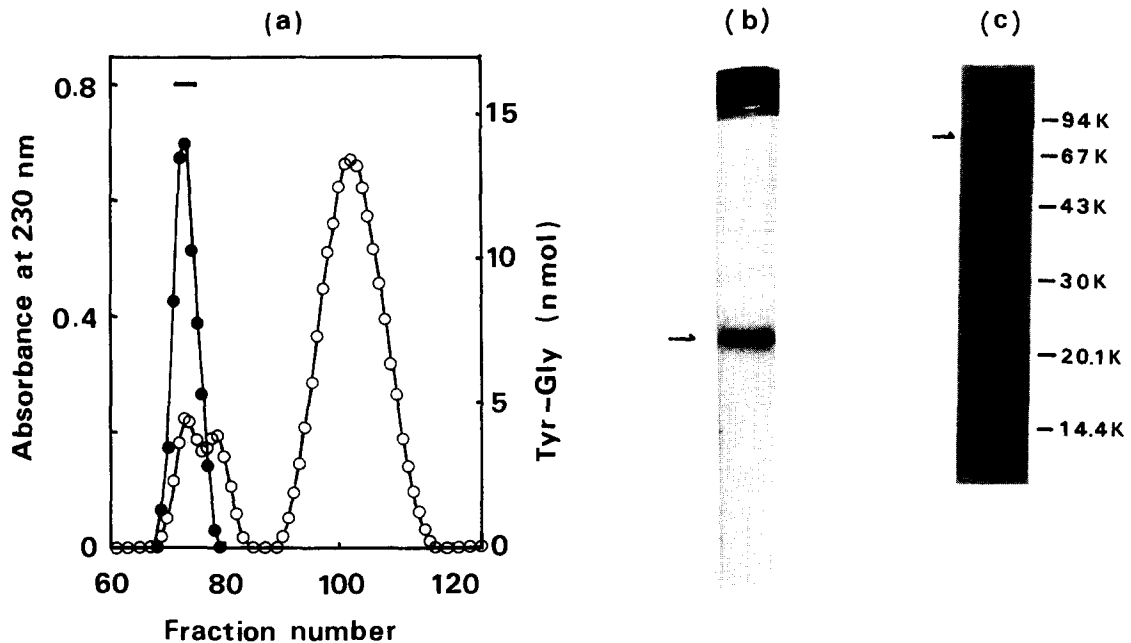 (a)
0.8
0.4
0
Absorbance at 230 nm
15
10
5
0
Tyr-Gly (nmol)
60 80 100 120
Fraction number
(b)
(c)
-94K
-67K
-43K
-30K
-20.1K
-14.4K